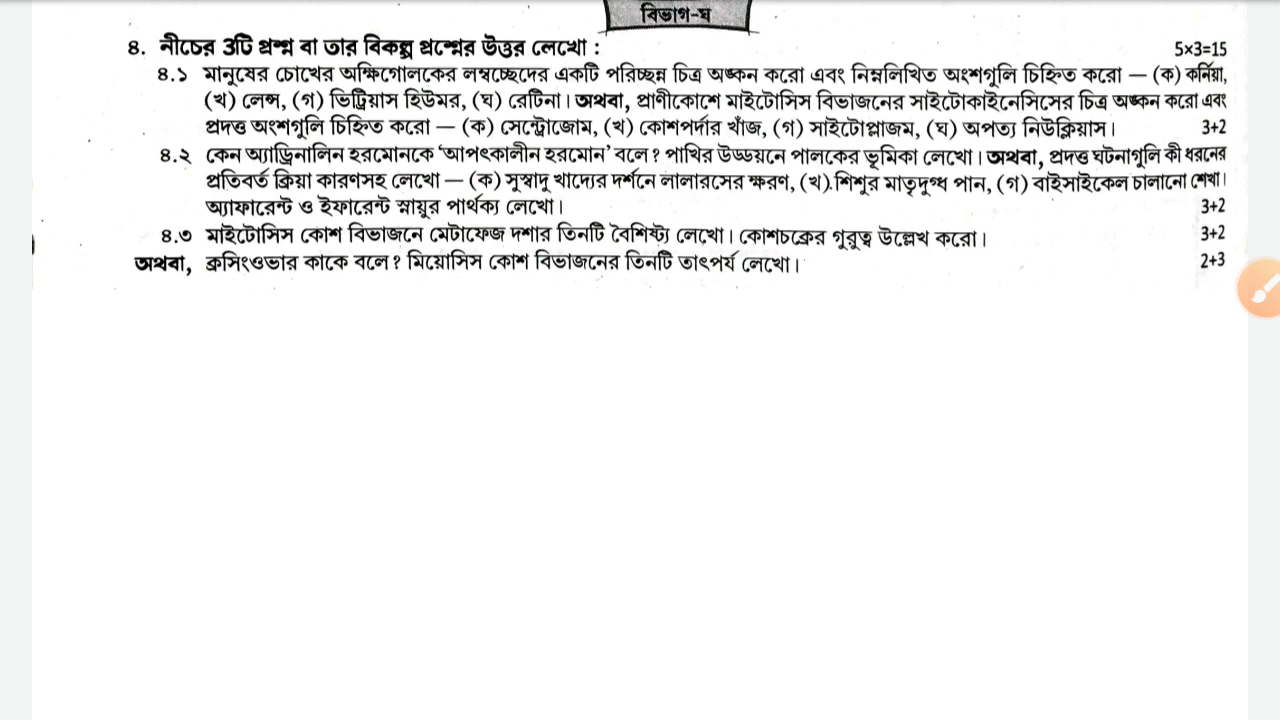 বিভাগ-ঘ
৪. নীচের 3টি প্রশ্ন বা তার বিকল্প প্রশ্নের উত্তর লেখো : 5×3=15
৪.১ মানুষের চোখের অক্ষিগোলকের লম্বচ্ছেদের একটি পরিচ্ছন্ন চিত্র অঙ্কন করো এবং নিম্নলিখিত অংশগুলি চিহ্নিত করো — (ক) কর্নিয়া,
(খ) লেন্স, (গ) ভিট্রিয়াস হিউমর, (ঘ) রেটিনা। অথবা, প্রাণীকোশে মাইটোসিস বিভাজনের সাইটোকাইনেসিসের চিত্র অঙ্কন করো এবং
প্রদত্ত অংশগুলি চিহ্নিত করো — (ক) সেন্ট্রোজোম, (খ) কোশপর্দার খাঁজ, (গ) সাইটোপ্লাজম, (ঘ) অপত্য নিউক্লিয়াস। 3+2
৪.২ কেন অ্যাড্রিনালিন হরমোনকে ‘আপৎকালীন হরমোন’ বলে? পাখির উড্ডয়নে পালকের ভূমিকা লেখো। অথবা, প্রদত্ত ঘটনাগুলি কী ধরনের
প্রতিবর্ত ক্রিয়া কারণসহ লেখো — (ক) সুস্বাদু খাদ্যের দর্শনে লালারসের ক্ষরণ, (খ) শিশুর মাতৃদুগ্ধ পান, (গ) বাইসাইকেল চালানো শেখা।
অ্যাফারেন্ট ও ইফারেন্ট স্নায়ুর পার্থক্য লেখো। 3+2
৪.৩ মাইটোসিস কোশ বিভাজনে মেটাফেজ দশার তিনটি বৈশিষ্ট্য লেখো। কোশচক্রের গুরুত্ব উল্লেখ করো। 3+2
অথবা, ক্রসিংওভার কাকে বলে? মিয়োসিস কোশ বিভাজনের তিনটি তাৎপর্য লেখো। 2+3